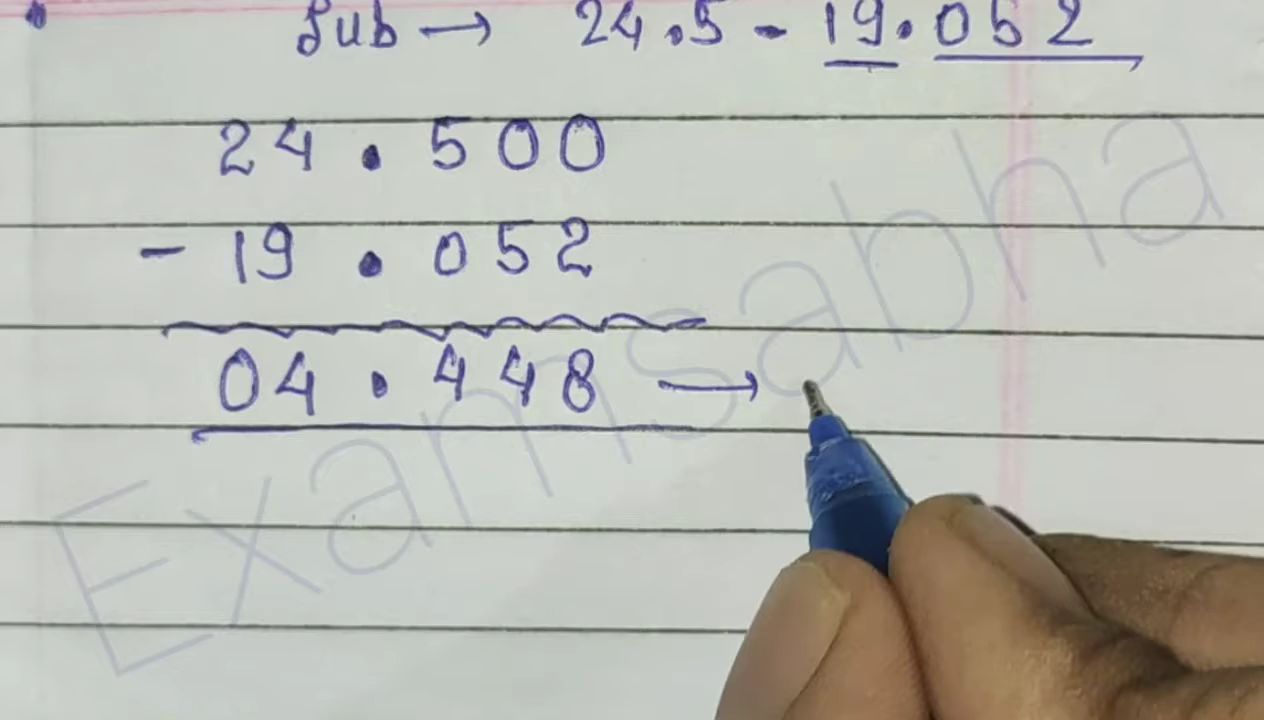 Sub → 24.5 - 19.052
24.500
- 19.052
04.448 →
Examsabha